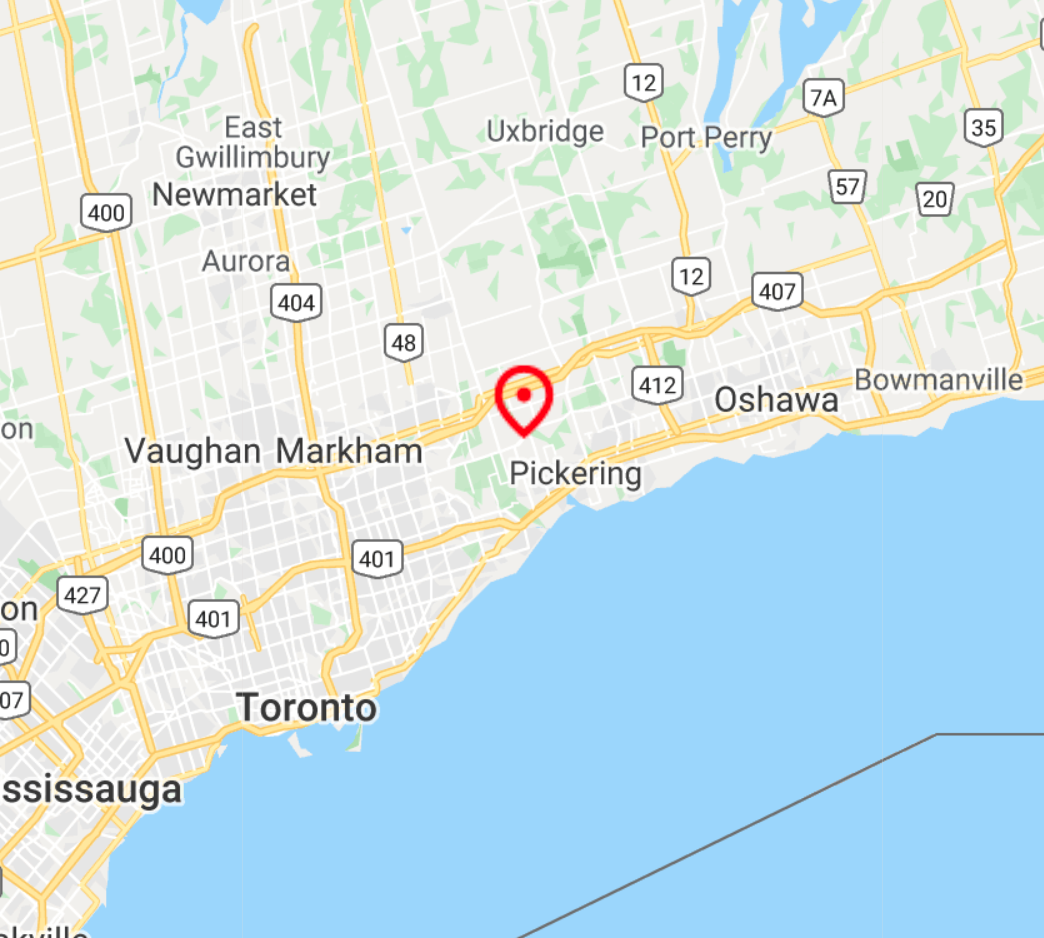 12
7A
35
East
Gwillimbury
Uxbridge
Port Perry
Newmarket
57
20
400
Aurora
12
407
404
48
412
Bowmanville
Oshawa
on
Vaughan
Markham
Pickering
400
401
427
on
401
0
07
Toronto
ssissauga